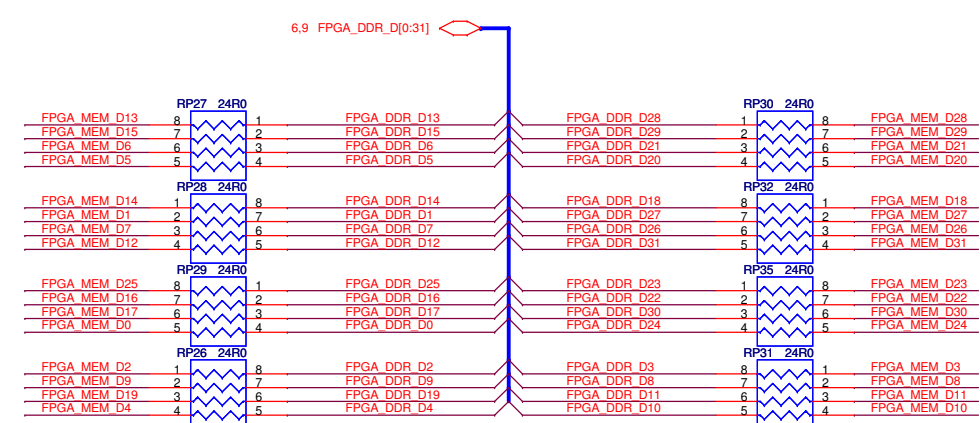 6,9 FPGA_DDR_D[0:31]
RP27 24R0 RP30 24R0
FPGA_MEM_D13 8 1 FPGA_DDR_D13 FPGA_DDR_D28 1 8 FPGA_MEM_D28
FPGA_MEM_D15 7 2 FPGA_DDR_D15 FPGA_DDR_D29 2 7 FPGA_MEM_D29
FPGA_MEM_D6 6 3 FPGA_DDR_D6 FPGA_DDR_D21 3 6 FPGA_MEM_D21
FPGA_MEM_D5 5 4 FPGA_DDR_D5 FPGA_DDR_D20 4 5 FPGA_MEM_D20
RP28 24R0 RP32 24R0
FPGA_MEM_D14 1 8 FPGA_DDR_D14 FPGA_DDR_D18 8 1 FPGA_MEM_D18
FPGA_MEM_D1 2 7 FPGA_DDR_D1 FPGA_DDR_D27 7 2 FPGA_MEM_D27
FPGA_MEM_D7 3 6 FPGA_DDR_D7 FPGA_DDR_D26 6 3 FPGA_MEM_D26
FPGA_MEM_D12 4 5 FPGA_DDR_D12 FPGA_DDR_D31 5 4 FPGA_MEM_D31
RP29 24R0 RP35 24R0
FPGA_MEM_D25 8 1 FPGA_DDR_D25 FPGA_DDR_D23 1 8 FPGA_MEM_D23
FPGA_MEM_D16 7 2 FPGA_DDR_D16 FPGA_DDR_D22 2 7 FPGA_MEM_D22
FPGA_MEM_D17 6 3 FPGA_DDR_D17 FPGA_DDR_D30 3 6 FPGA_MEM_D30
FPGA_MEM_D0 5 4 FPGA_DDR_D0 FPGA_DDR_D24 4 5 FPGA_MEM_D24
RP26 24R0 RP31 24R0
FPGA_MEM_D2 1 8 FPGA_DDR_D2 FPGA_DDR_D3 8 1 FPGA_MEM_D3
FPGA_MEM_D9 2 7 FPGA_DDR_D9 FPGA_DDR_D8 7 2 FPGA_MEM_D8
FPGA_MEM_D19 3 6 FPGA_DDR_D19 FPGA_DDR_D11 6 3 FPGA_MEM_D11
FPGA_MEM_D4 4 5 FPGA_DDR_D4 FPGA_DDR_D10 5 4 FPGA_MEM_D10